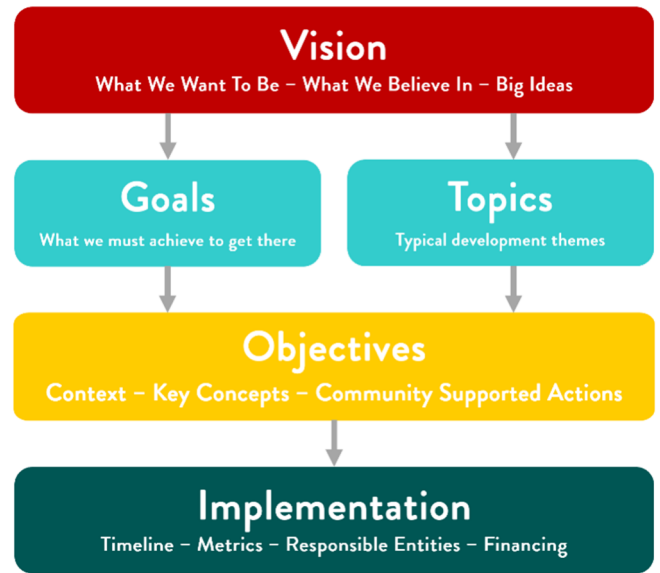 Vision
What We Want To Be – What We Believe In – Big Ideas
Goals
What we must achieve to get there
Topics
Typical development themes
Objectives
Context – Key Concepts – Community Supported Actions
Implementation
Timeline – Metrics – Responsible Entities – Financing